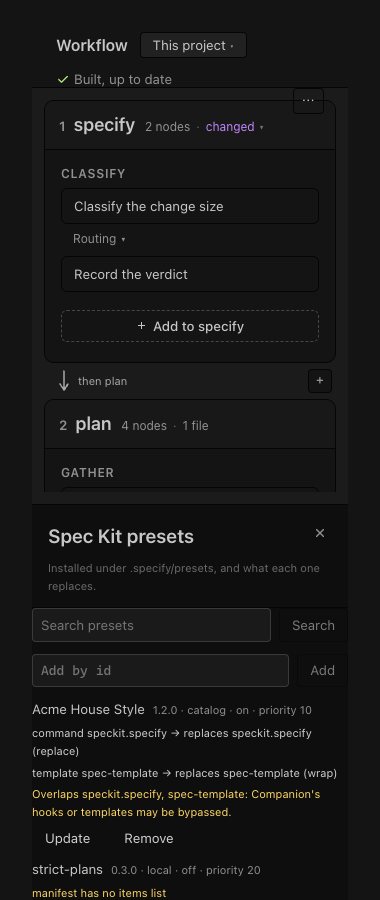 Workflow This project ·
Built, up to date
...
1 specify 2 nodes · changed
CLASSIFY
Classify the change size
Routing
Record the verdict
+ Add to specify
then plan +
2 plan 4 nodes · 1 file
GATHER
Spec Kit presets ×
Installed under .specify/presets, and what each one
replaces.
Search presets Search
Add by id Add
Acme House Style 1.2.0 · catalog · on · priority 10
command speckit.specify → replaces speckit.specify
(replace)
template spec-template → replaces spec-template (wrap)
Overlaps speckit.specify, spec-template: Companion's
hooks or templates may be bypassed.
Update Remove
strict-plans 0.3.0 · local · off · priority 20
manifest has no items list